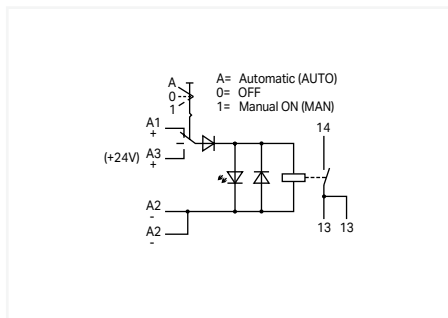 A
0
1
A= Automatic (AUTO)
0= OFF
1= Manual ON (MAN)
A1
+
(+24V) A3
+
A2
-
A2
-
14
13 13